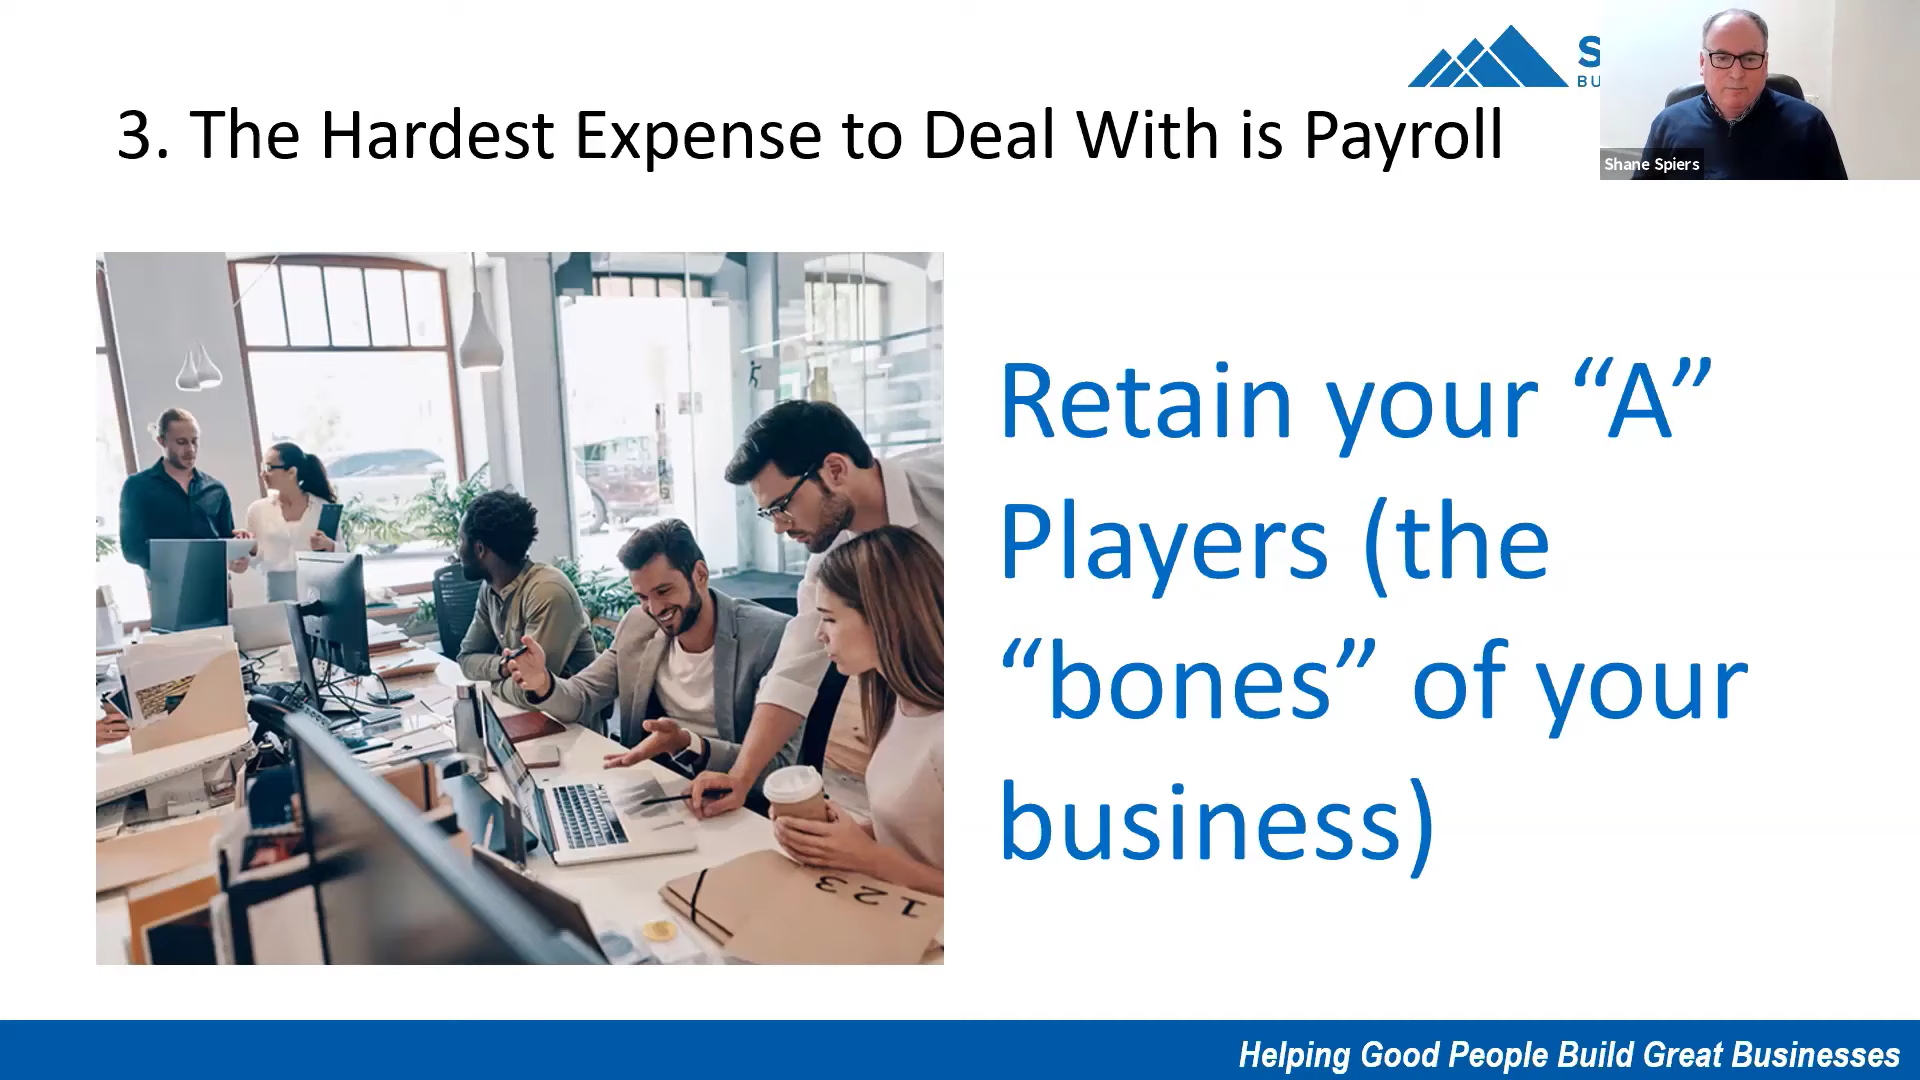 3. The Hardest Expense to Deal With is Payroll
Shane Spiers
Retain your “A”
Players (the
“bones” of your
business)
123
Helping Good People Build Great Businesses